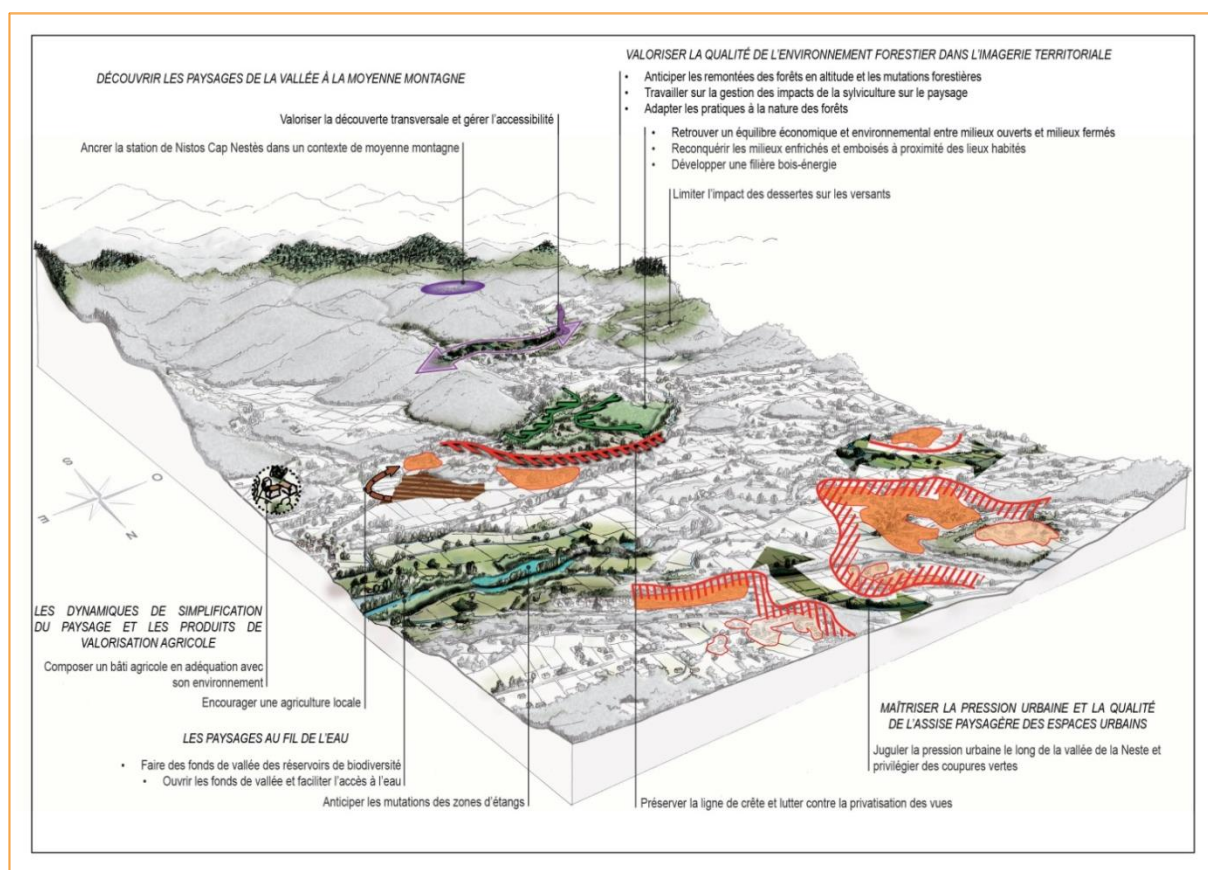 VALORISER LA QUALITÉ DE L'ENVIRONNEMENT FORESTIER DANS L'IMAGERIE TERRITORIALE
• Anticiper les remontées des forêts en altitude et les mutations forestières
• Travailler sur la gestion des impacts de la sylviculture sur le paysage
• Adapter les pratiques à la nature des forêts
• Retrouver un équilibre économique et environnemental entre milieux ouverts et milieux fermés
• Reconquérir les milieux enfrichés et emboisés à proximité des lieux habités
• Développer une filière bois-énergie
Limiter l'impact des dessertes sur les versants
DÉCOUVRIR LES PAYSAGES DE LA VALLÉE À LA MOYENNE MONTAGNE
Valoriser la découverte transversale et gérer l'accessibilité
Ancrer la station de Nistos Cap Nestès dans un contexte de moyenne montagne
S
O
E
N
LES DYNAMIQUES DE SIMPLIFICATION
DU PAYSAGE ET LES PRODUITS DE
VALORISATION AGRICOLE
Composer un bâti agricole en adéquation avec
son environnement
Encourager une agriculture locale
LES PAYSAGES AU FIL DE L'EAU
• Faire des fonds de vallée des réservoirs de biodiversité
• Ouvrir les fonds de vallée et faciliter l'accès à l'eau
Anticiper les mutations des zones d'étangs
MAÎTRISER LA PRESSION URBAINE ET LA QUALITÉ
DE L'ASSISE PAYSAGÈRE DES ESPACES URBAINS
Juguler la pression urbaine le long de la vallée de la Neste et
privilégier des coupures vertes
Préserver la ligne de crête et lutter contre la privatisation des vues